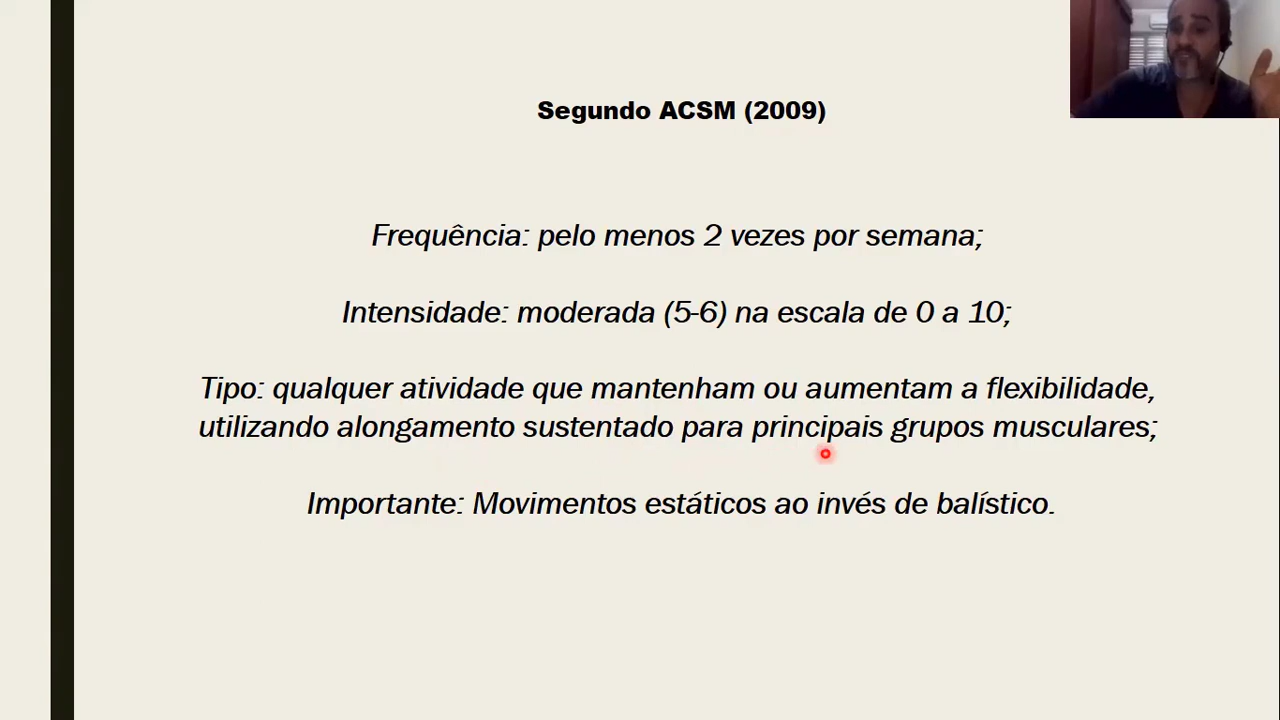 Segundo ACSM (2009)
Frequência: pelo menos 2 vezes por semana;
Intensidade: moderada (5-6) na escala de 0 a 10;
Tipo: qualquer atividade que mantenham ou aumentam a flexibilidade,
utilizando alongamento sustentado para principais grupos musculares;
Importante: Movimentos estáticos ao invés de balístico.